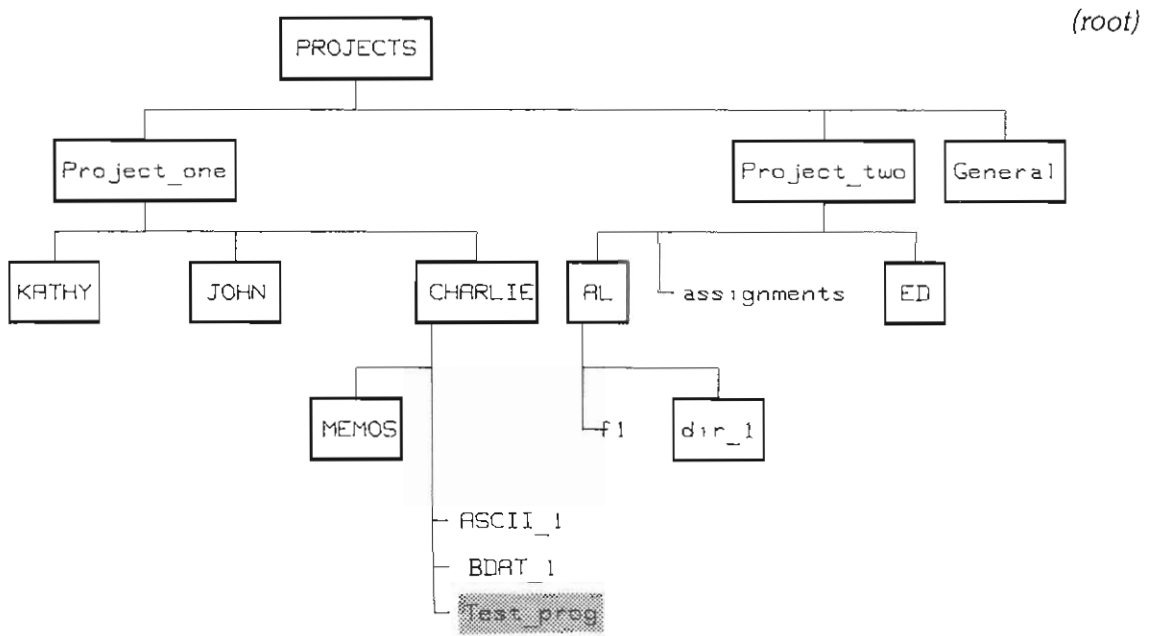 (root)
PROJECTS
Project_one
Project_two
General
KATHY
JOHN
CHARLIE
AL
assignments
ED
MEMOS
f1
dir_1
ASCII_1
BDAT_1
Test_prog